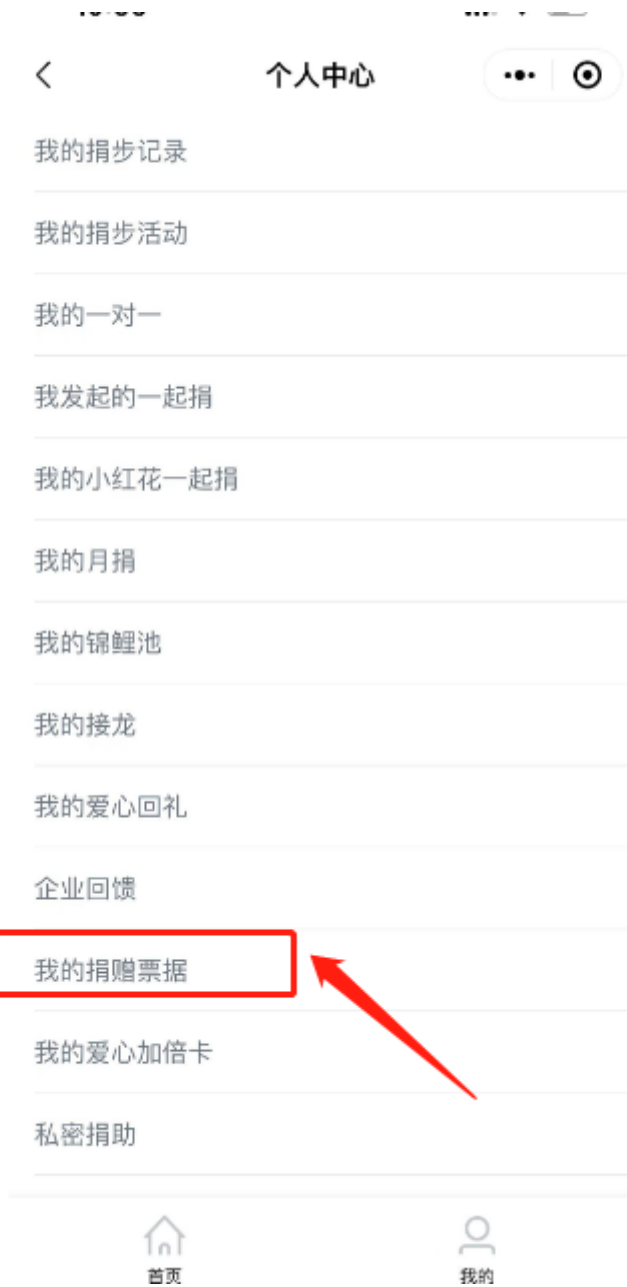 个人中心
我的捐步记录
我的捐步活动
我的一对一
我发起的一起捐
我的小红花一起捐
我的月捐
我的锦鲤池
我的接龙
我的爱心回礼
企业回馈
我的捐赠票据
我的爱心加倍卡
私密捐助
首页
我的